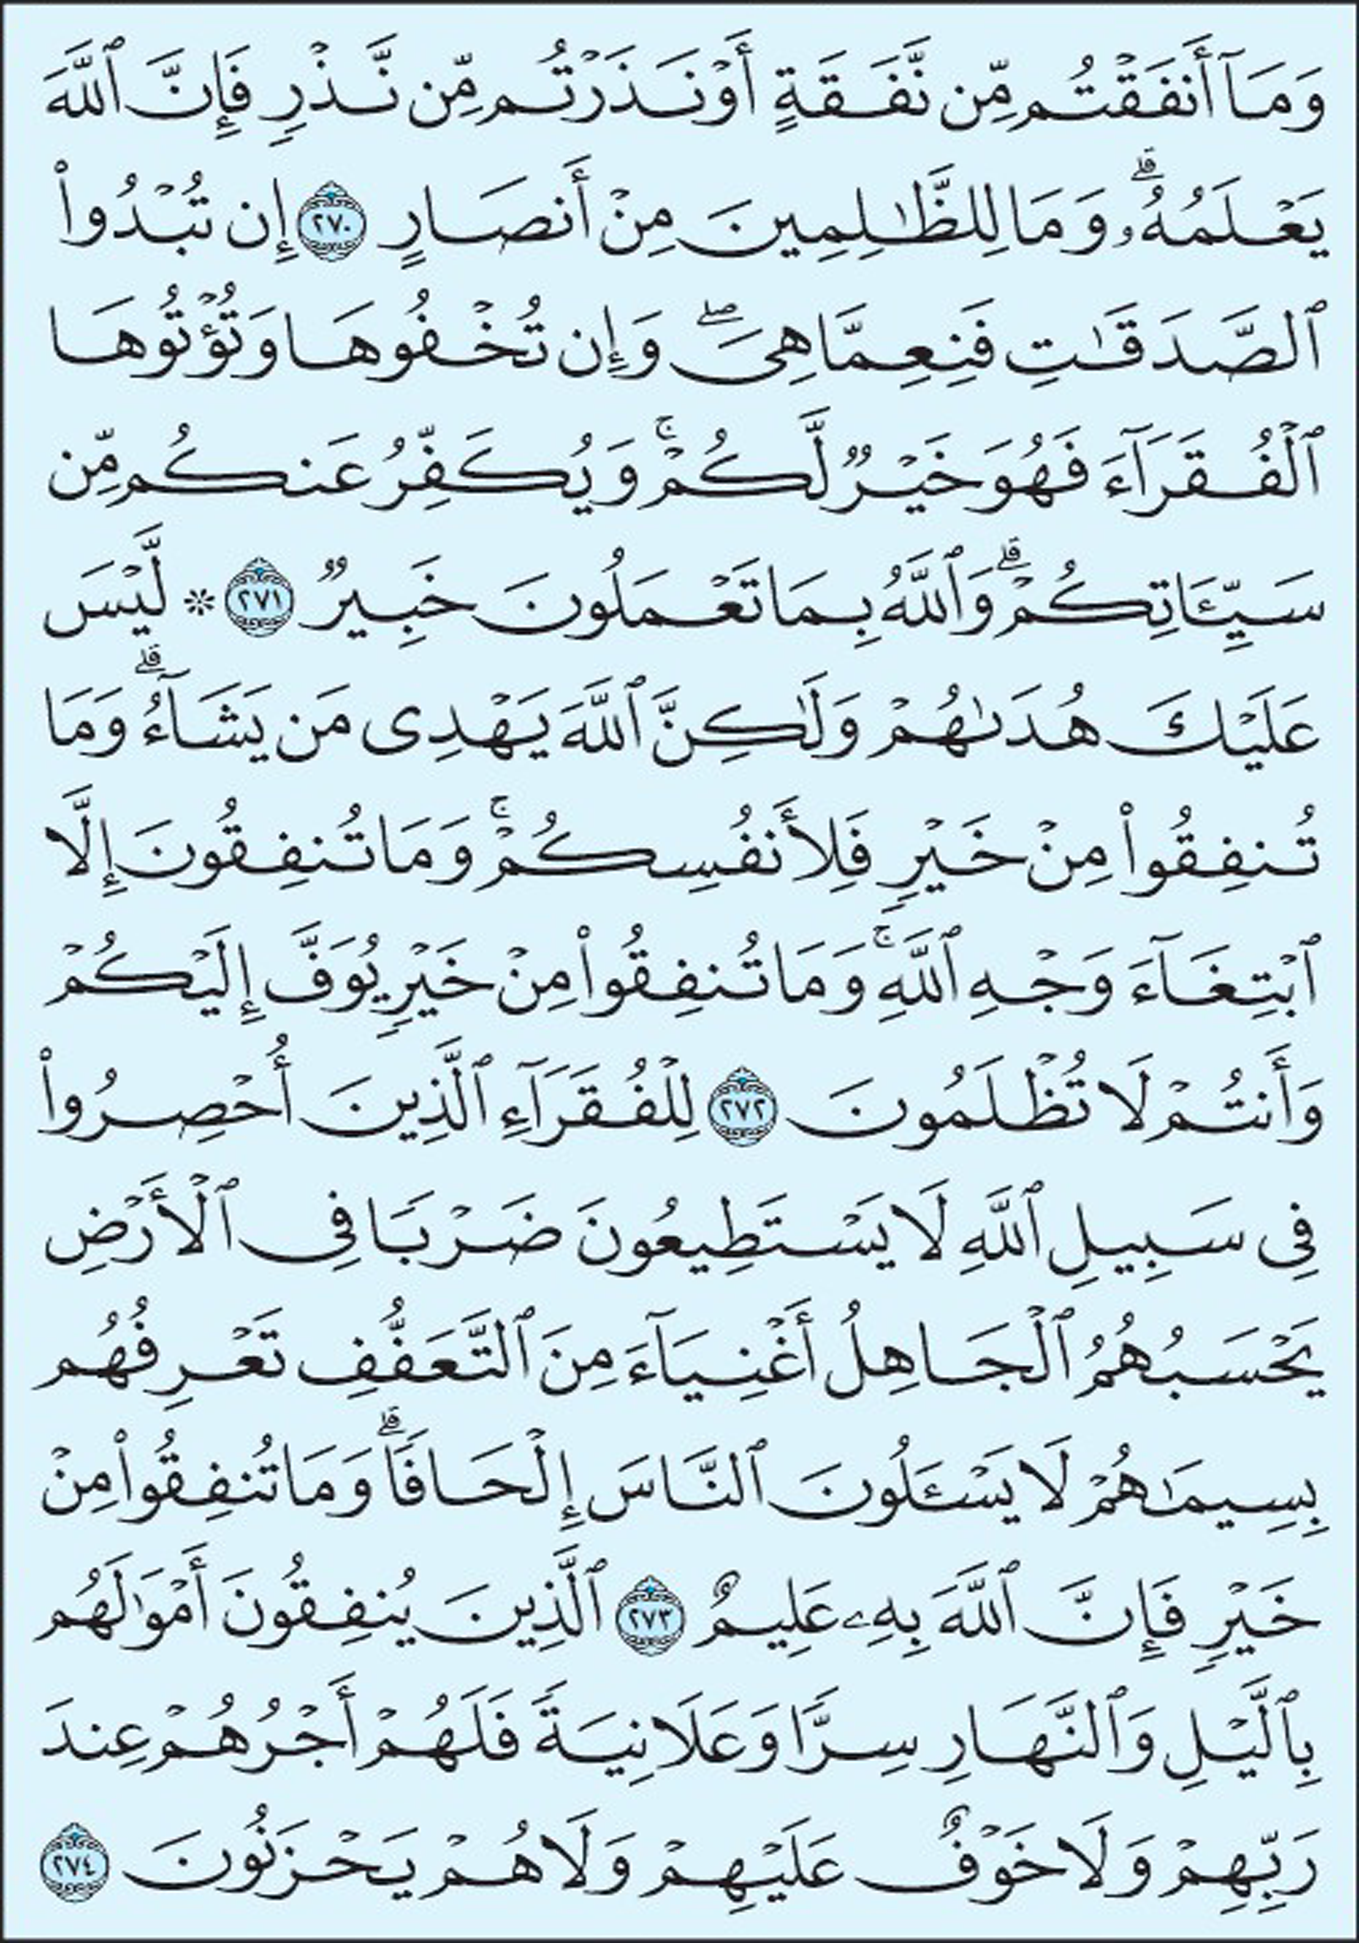 وَمَآ أَنفَقۡتُم مِّن نَّفَقَةٍ أَوۡ نَذَرۡتُم مِّن نَّذۡرٖ فَإِنَّ ٱللَّهَ
يَعۡلَمُهُۥۗ وَمَا لِلظَّٰلِمِينَ مِنۡ أَنصَارٍ ٢٧٠ إِن تُبۡدُواْ
ٱلصَّدَقَٰتِ فَنِعِمَّا هِيَۖ وَإِن تُخۡفُوهَا وَتُؤۡتُوهَا
ٱلۡفُقَرَآءَ فَهُوَ خَيۡرٞ لَّكُمۡۚ وَيُكَفِّرُ عَنكُم مِّن
سَيِّـَٔاتِكُمۡۗ وَٱللَّهُ بِمَا تَعۡمَلُونَ خَبِيرٞ ٢٧١ ۞ لَّيۡسَ
عَلَيۡكَ هُدَىٰهُمۡ وَلَٰكِنَّ ٱللَّهَ يَهۡدِي مَن يَشَآءُۗ وَمَا
تُنفِقُواْ مِنۡ خَيۡرٖ فَلِأَنفُسِكُمۡۚ وَمَا تُنفِقُونَ إِلَّا
ٱبۡتِغَآءَ وَجۡهِ ٱللَّهِۚ وَمَا تُنفِقُواْ مِنۡ خَيۡرٖ يُوَفَّ إِلَيۡكُمۡ
وَأَنتُمۡ لَا تُظۡلَمُونَ ٢٧٢ لِلۡفُقَرَآءِ ٱلَّذِينَ أُحۡصِرُواْ
فِي سَبِيلِ ٱللَّهِ لَا يَسۡتَطِيعُونَ ضَرۡبٗا فِي ٱلۡأَرۡضِ
يَحۡسَبُهُمُ ٱلۡجَاهِلُ أَغۡنِيَآءَ مِنَ ٱلتَّعَفُّفِ تَعۡرِفُهُم
بِسِيمَٰهُمۡ لَا يَسۡـَٔلُونَ ٱلنَّاسَ إِلۡحَافٗاۗ وَمَا تُنفِقُواْ مِنۡ
خَيۡرٖ فَإِنَّ ٱللَّهَ بِهِۦ عَلِيمٌ ٢٧٣ ٱلَّذِينَ يُنفِقُونَ أَمۡوَٰلَهُم
بِٱلَّيۡلِ وَٱلنَّهَارِ سِرّٗا وَعَلَانِيَةٗ فَلَهُمۡ أَجۡرُهُمۡ عِندَ
رَبِّهِمۡ وَلَا خَوۡفٌ عَلَيۡهِمۡ وَلَا هُمۡ يَحۡزَنُونَ ٢٧٤